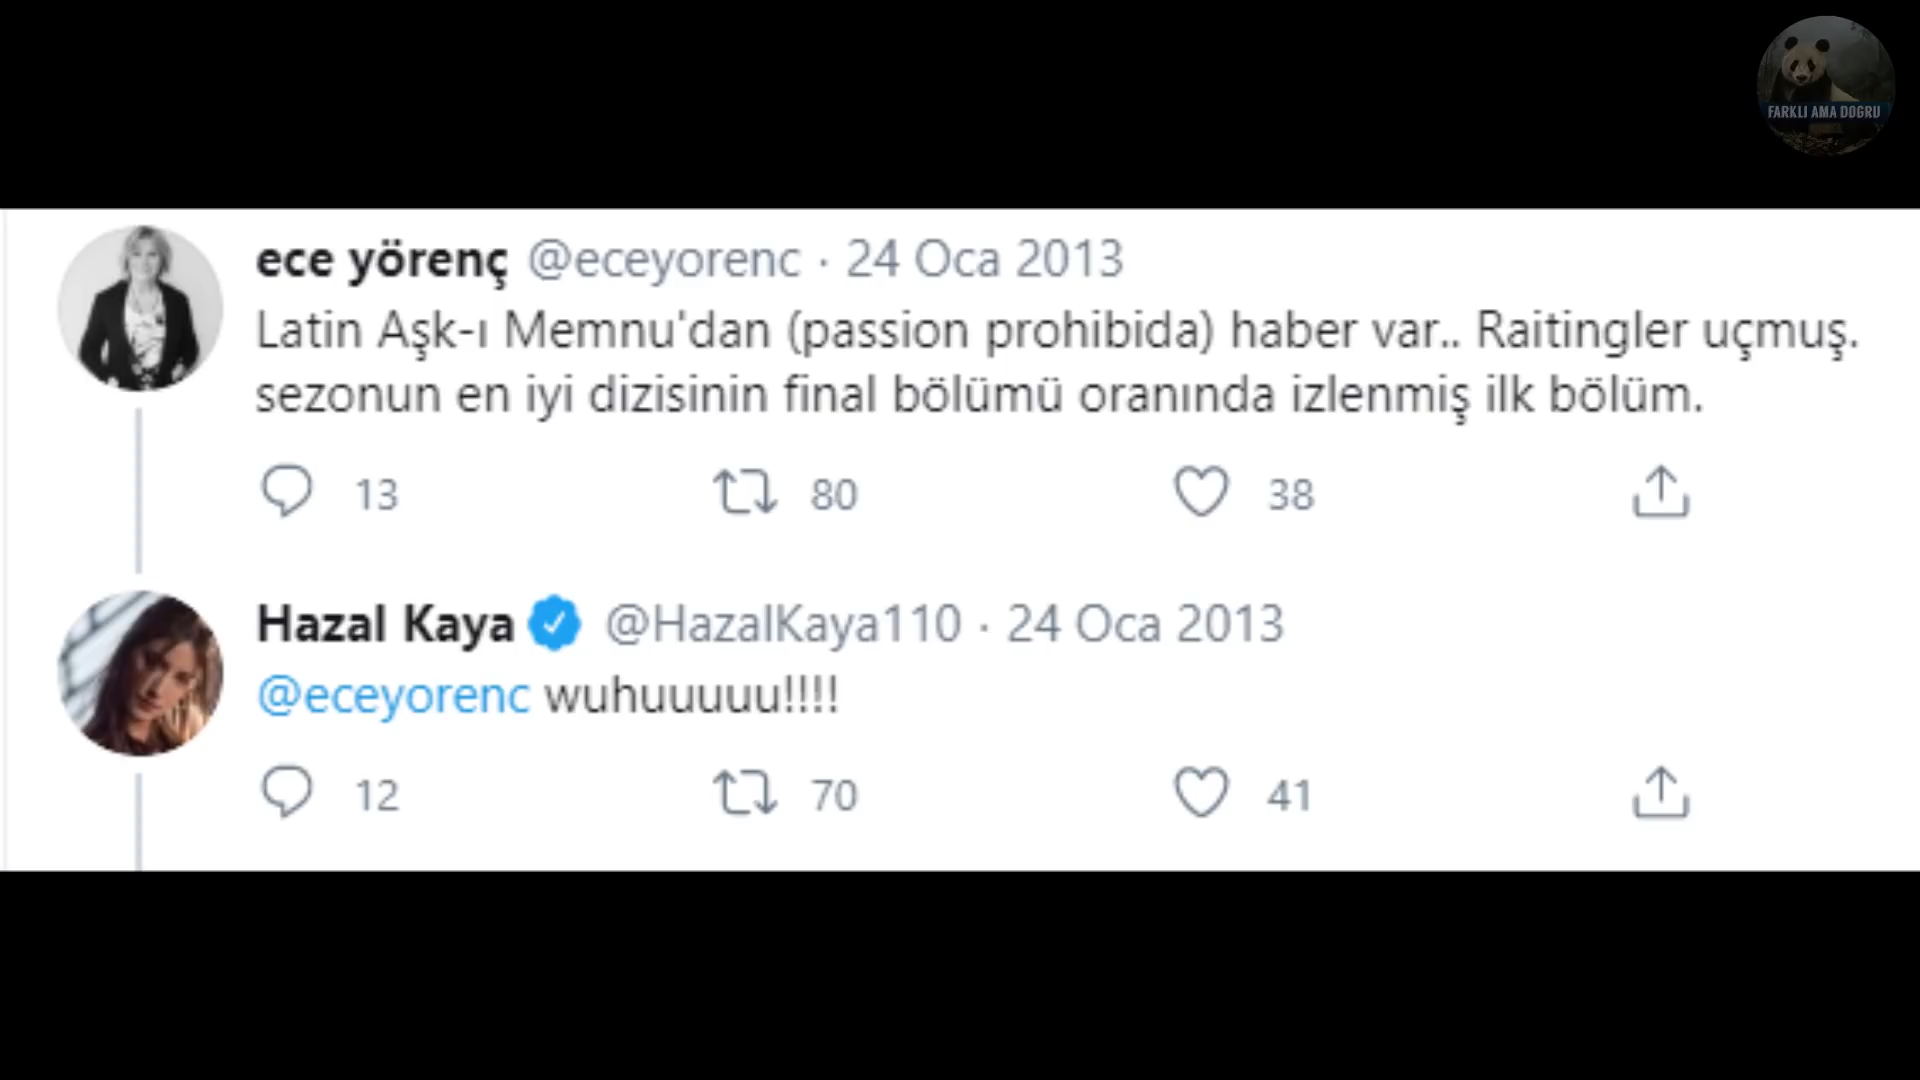 FARKLI AMA DOĞRU
ece yörenç @eceyorenc · 24 Oca 2013
Latin Aşk-ı Memnu'dan (passion prohibida) haber var.. Raitingler uçmuş.
sezonun en iyi dizisinin final bölümü oranında izlenmiş ilk bölüm.
13 80 38
Hazal Kaya @HazalKaya110 · 24 Oca 2013
@eceyorenc wuhuuuuu!!!!
12 70 41